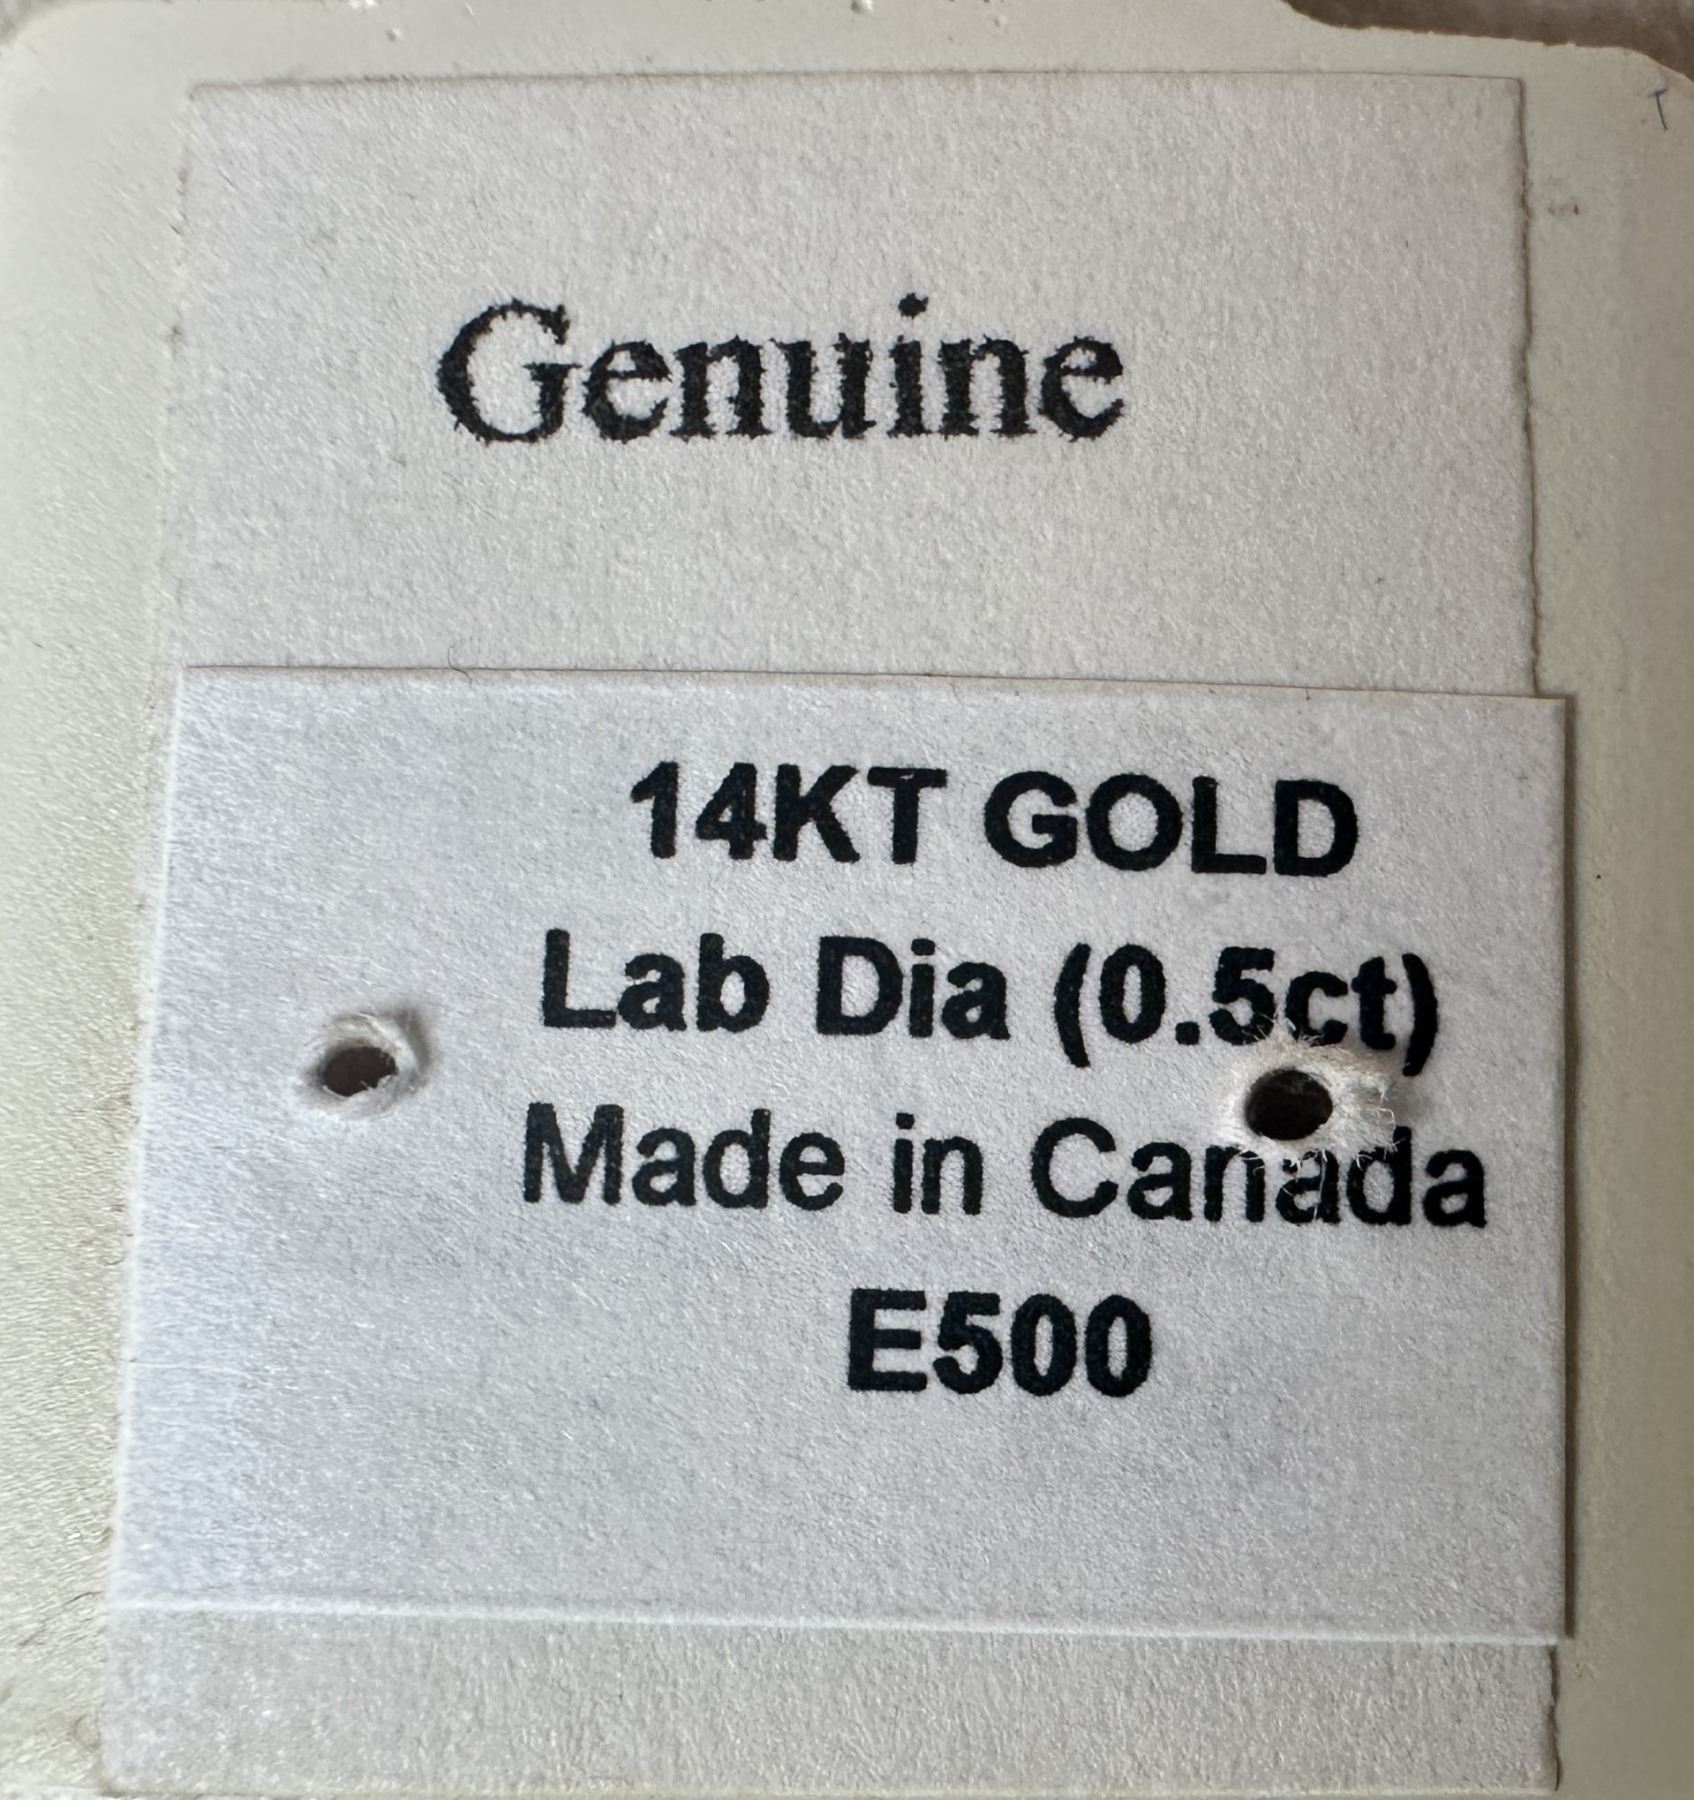 Genuine
14KT GOLD
Lab Dia (0.5ct)
Made in Canada
E500